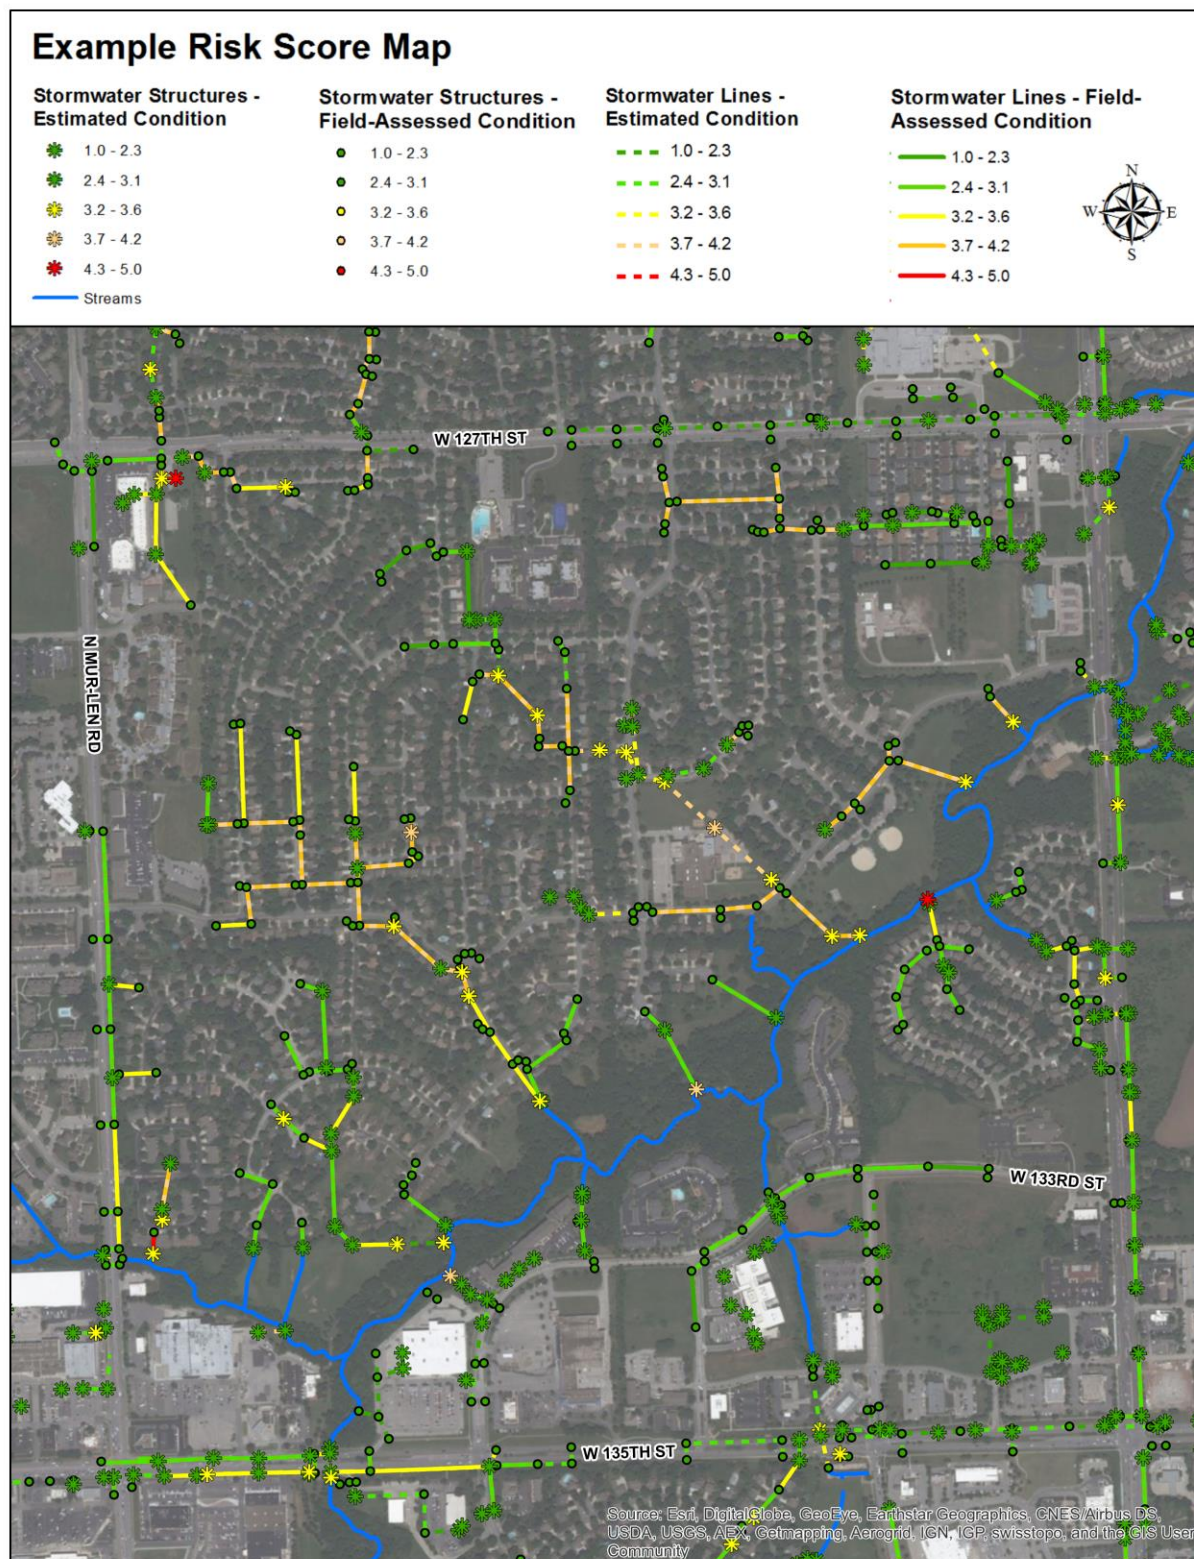 Example Risk Score Map
Stormwater Structures -
Estimated Condition
1.0 - 2.3
2.4 - 3.1
3.2 - 3.6
3.7 - 4.2
4.3 - 5.0
Streams
Stormwater Structures -
Field-Assessed Condition
1.0 - 2.3
2.4 - 3.1
3.2 - 3.6
3.7 - 4.2
4.3 - 5.0
Stormwater Lines -
Estimated Condition
1.0 - 2.3
2.4 - 3.1
3.2 - 3.6
3.7 - 4.2
4.3 - 5.0
Stormwater Lines - Field-
Assessed Condition
1.0 - 2.3
2.4 - 3.1
3.2 - 3.6
3.7 - 4.2
4.3 - 5.0
N
W E
S
W 127TH ST
N MUR-LEN RD
W 133RD ST
W 135TH ST
Source: Esri, DigitalGlobe, GeoEye, Earthstar Geographics, CNES/Airbus DS,
USDA, USGS, AEX, Getmapping, Aerogrid, IGN, IGP, swisstopo, and the GIS User
Community